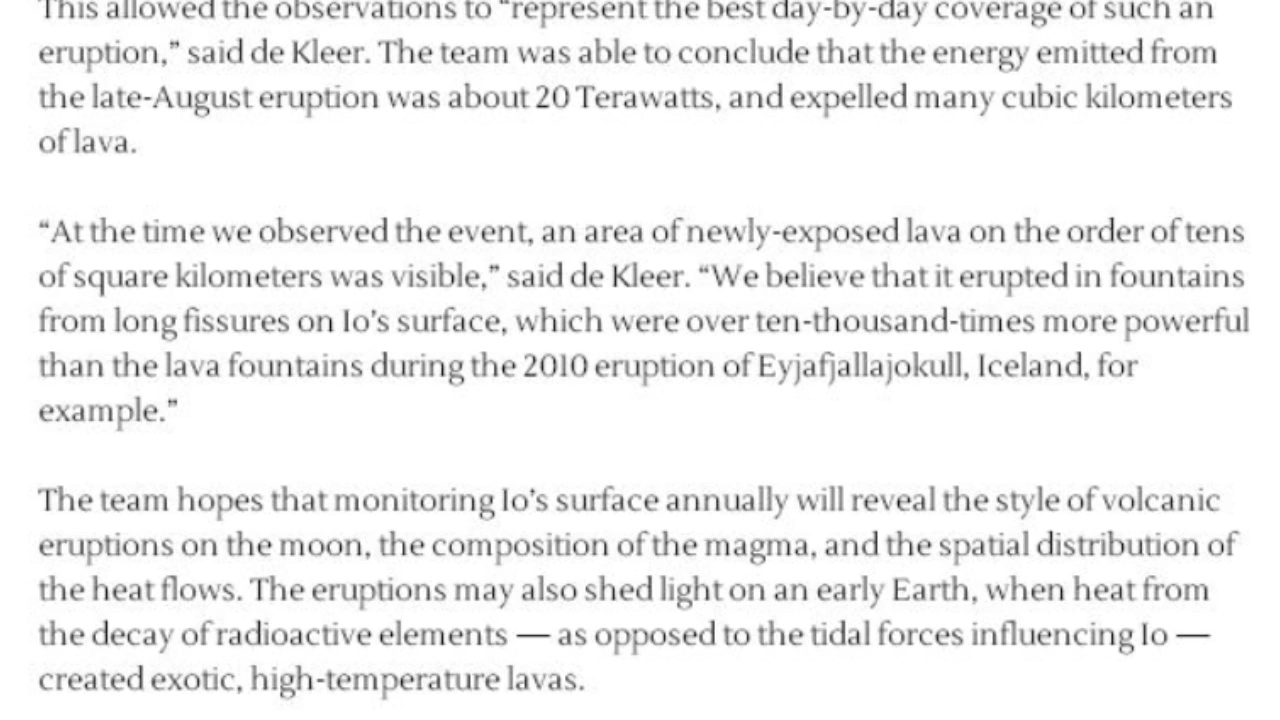 This allowed the observations to “represent the best day-by-day coverage of such an
eruption,” said de Kleer. The team was able to conclude that the energy emitted from
the late-August eruption was about 20 Terawatts, and expelled many cubic kilometers
of lava.
“At the time we observed the event, an area of newly-exposed lava on the order of tens
of square kilometers was visible,” said de Kleer. “We believe that it erupted in fountains
from long fissures on Io’s surface, which were over ten-thousand-times more powerful
than the lava fountains during the 2010 eruption of Eyjafjallajokull, Iceland, for
example.”
The team hopes that monitoring Io’s surface annually will reveal the style of volcanic
eruptions on the moon, the composition of the magma, and the spatial distribution of
the heat flows. The eruptions may also shed light on an early Earth, when heat from
the decay of radioactive elements — as opposed to the tidal forces influencing Io —
created exotic, high-temperature lavas.